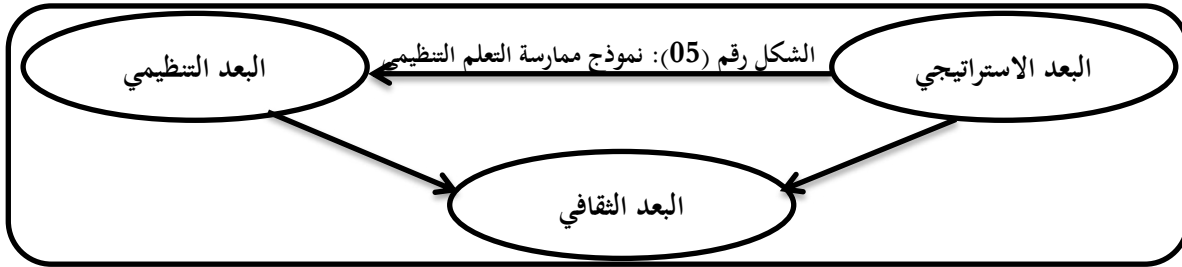 الشكل رقم (05): نموذج ممارسة التعلم التنظيمي
البعد الاستراتيجي
البعد التنظيمي
البعد الثقافي